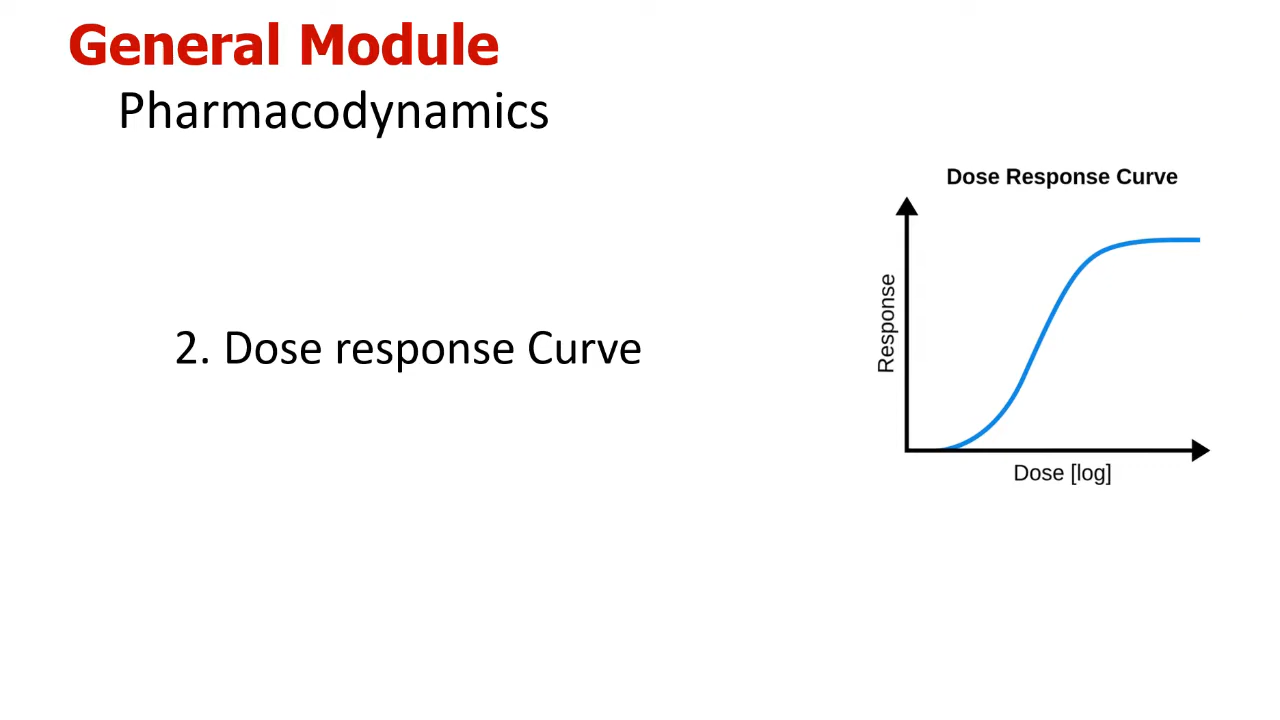 General Module
Pharmacodynamics
2. Dose response Curve
Dose Response Curve
Response
Dose [log]